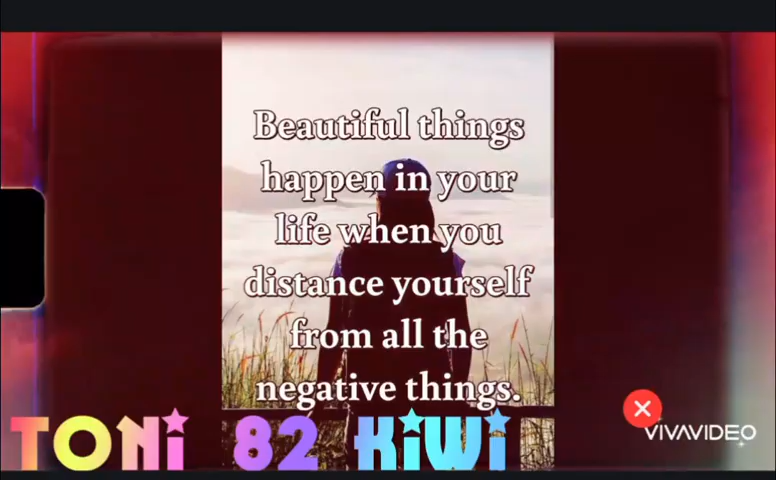 Beautiful things
happen in your
life when you
distance yourself
from all the
negative things.
TONi 82 KiWi
VIVAVIDEO